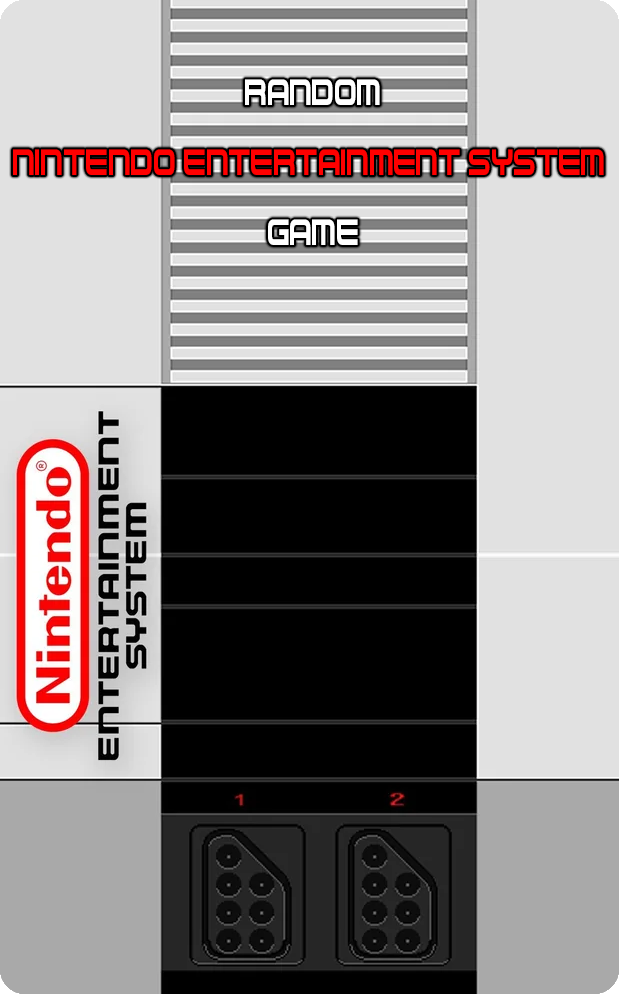 RANDOM
NINTENDO ENTERTAINMENT SYSTEM
GAME
Nintendo®
ENTERTAINMENT
SYSTEM
1 2